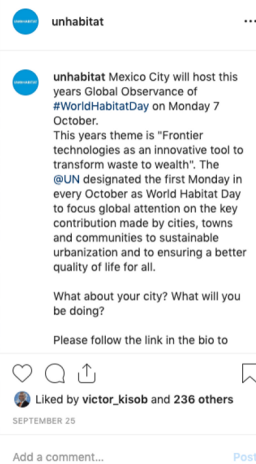 unhabitat
unhabitat Mexico City will host this
years Global Observance of
#WorldHabitatDay on Monday 7
October.
This years theme is "Frontier
technologies as an innovative tool to
transform waste to wealth". The
@UN designated the first Monday in
every October as World Habitat Day
to focus global attention on the key
contribution made by cities, towns
and communities to sustainable
urbanization and to ensuring a better
quality of life for all.
What about your city? What will you
be doing?
Please follow the link in the bio to
Liked by victor_kisob and 236 others
SEPTEMBER 25
Add a comment...
Post